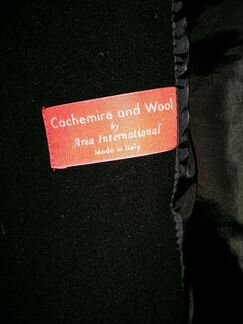 Cachemire and Wool
by
Area International
Made in Italy